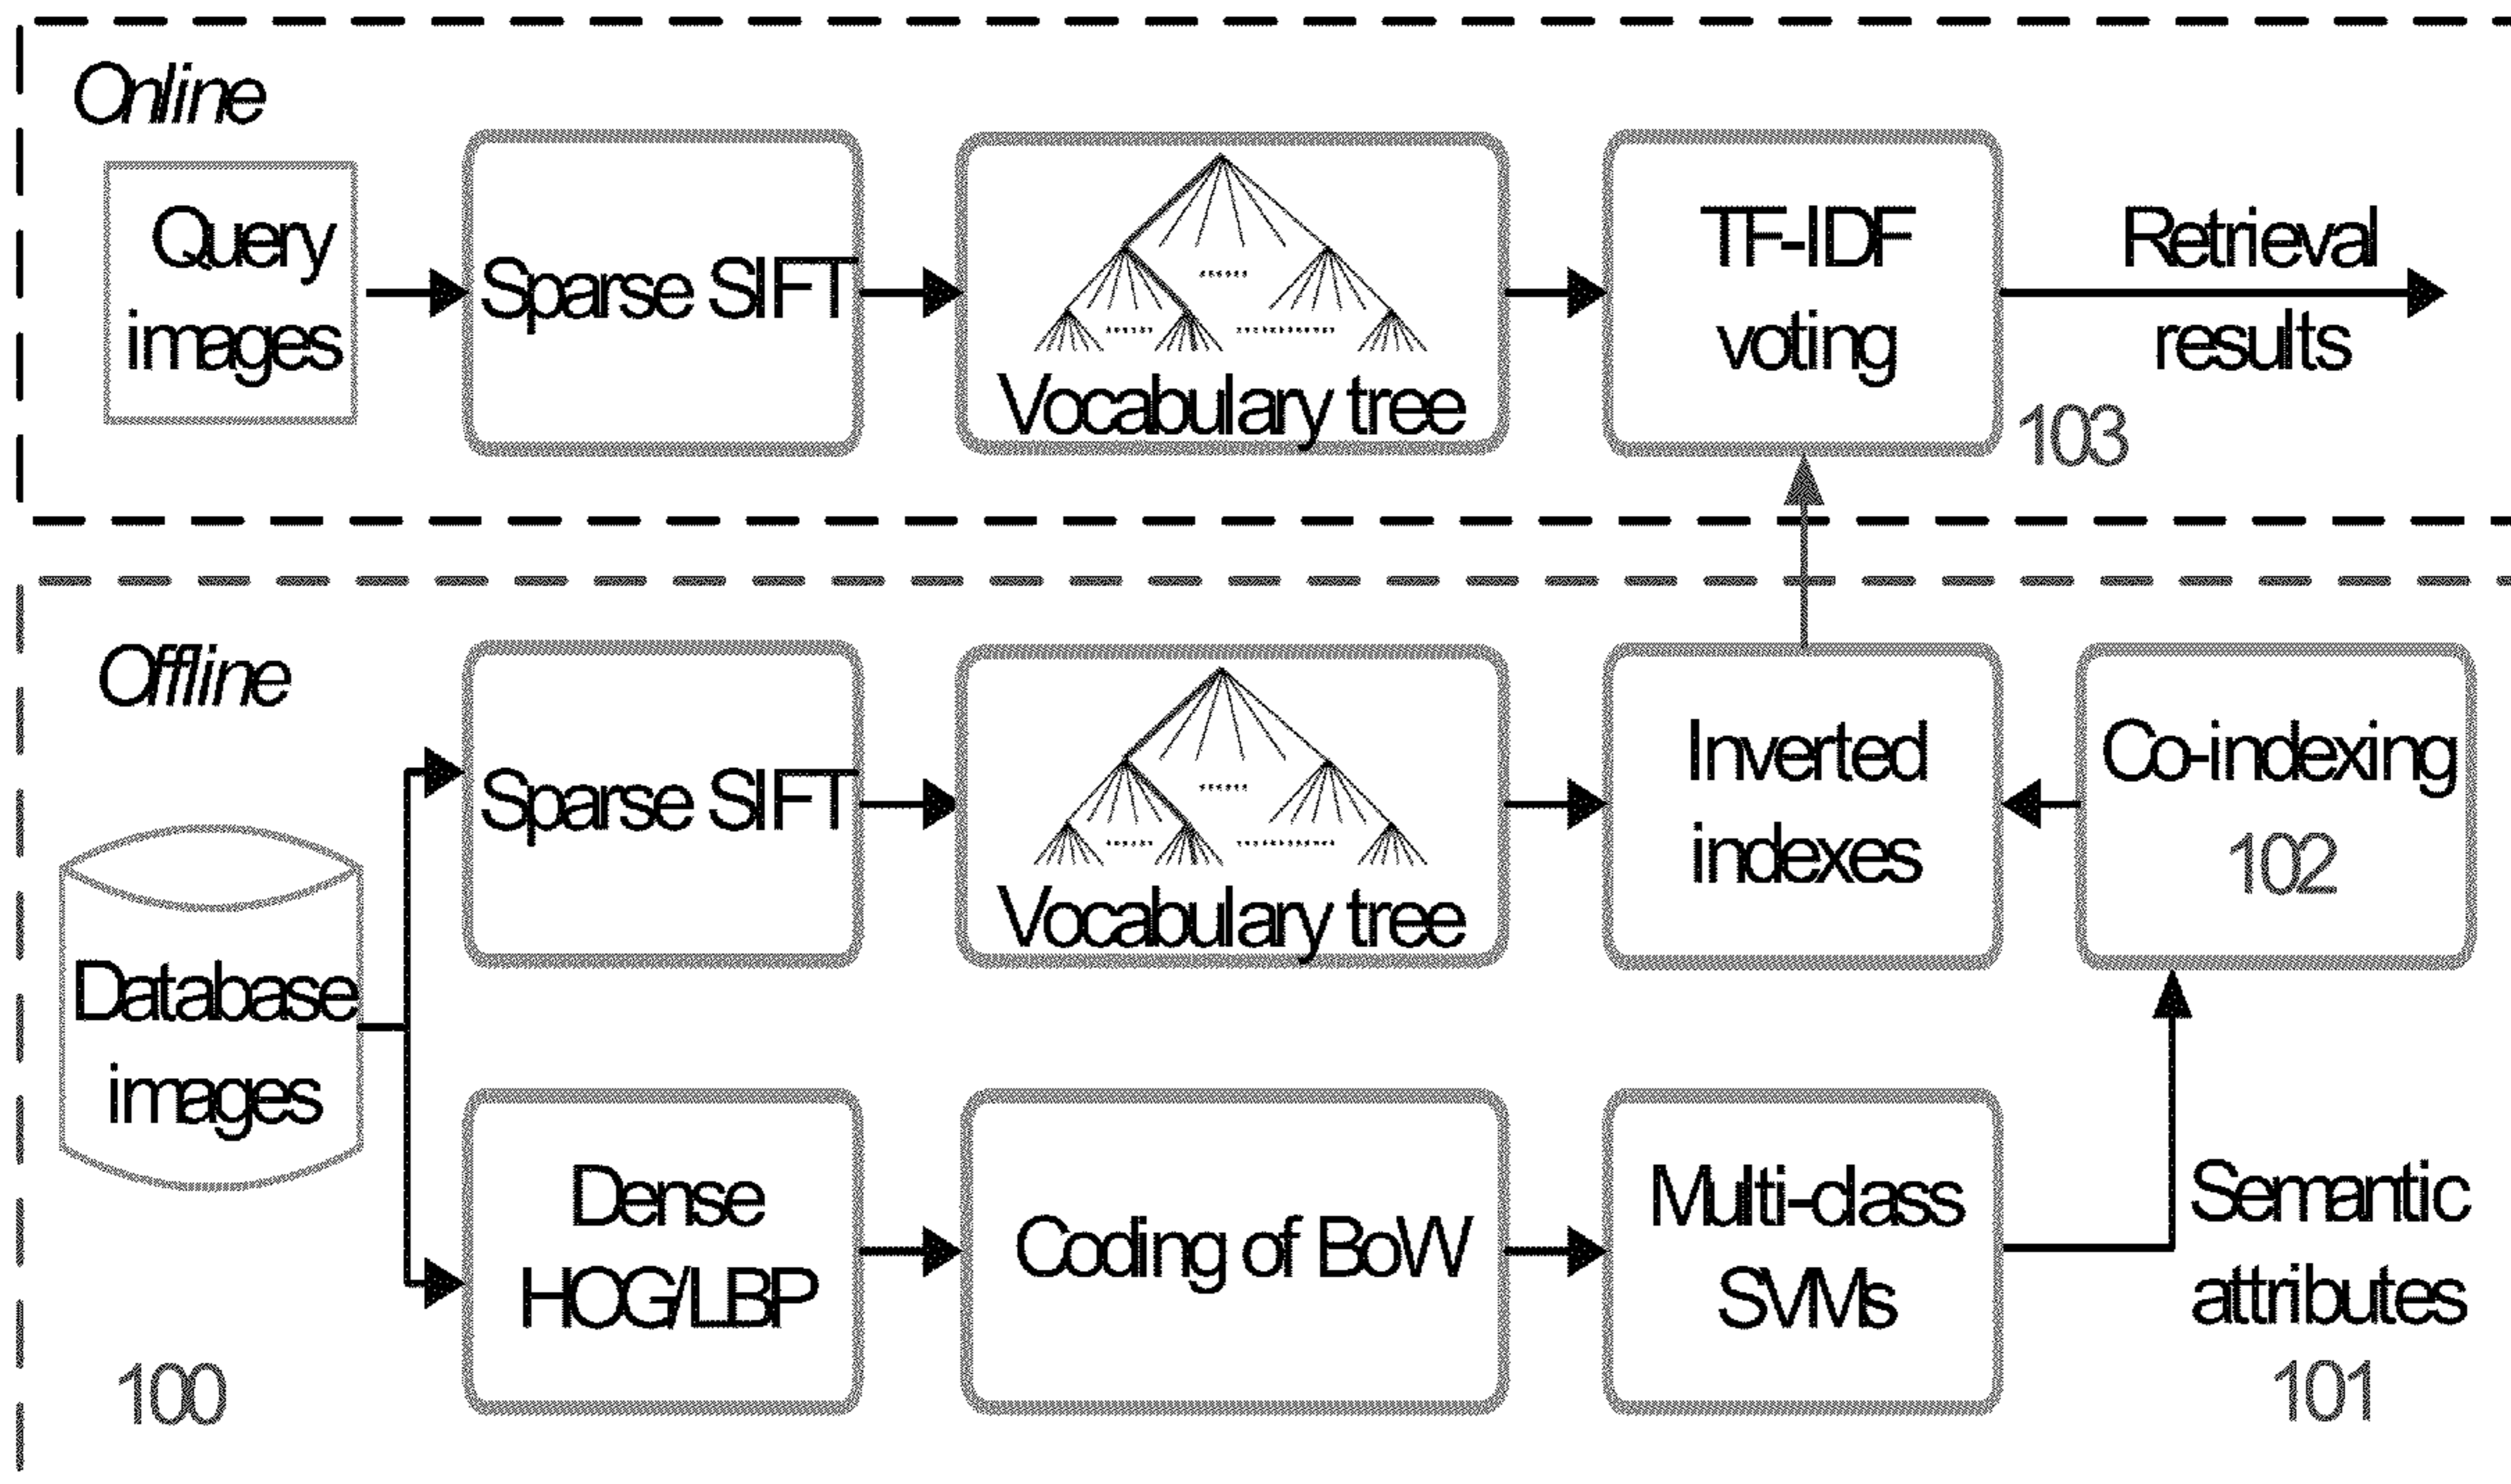 Online
Query
images
Sparse SIFT
Vocabulary tree
TF-IDF
voting
Retrieval
results
103
Offline
Database
images
100
Sparse SIFT
Vocabulary tree
Inverted
indexes
Co-indexing
102
Dense
HOG/LBP
Coding of BoW
Multi-class
SVMs
Semantic
attributes
101